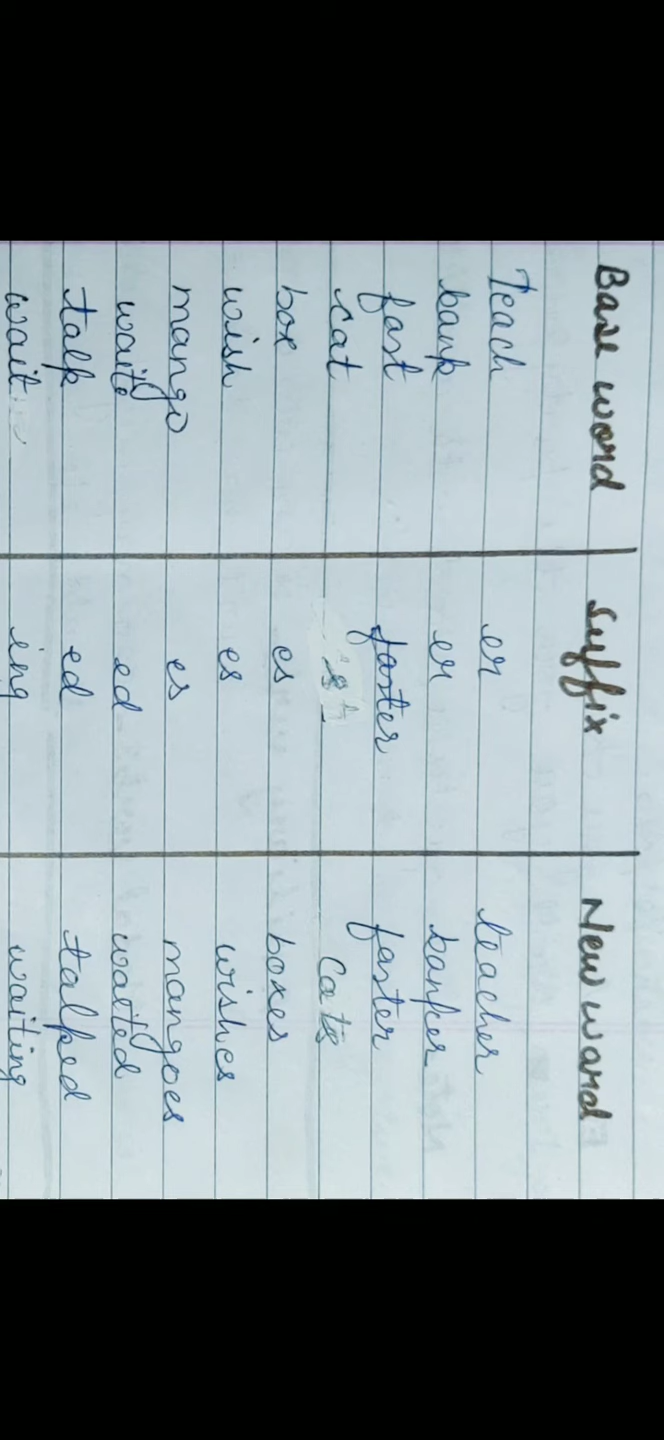 Base word Suffix New word
Teach er teacher
bank er banker
fast faster faster
cat Cats
box es boxes
wish es wishes
mango es mangoes
waite ed waited
talk ed talked
wait ing waiting